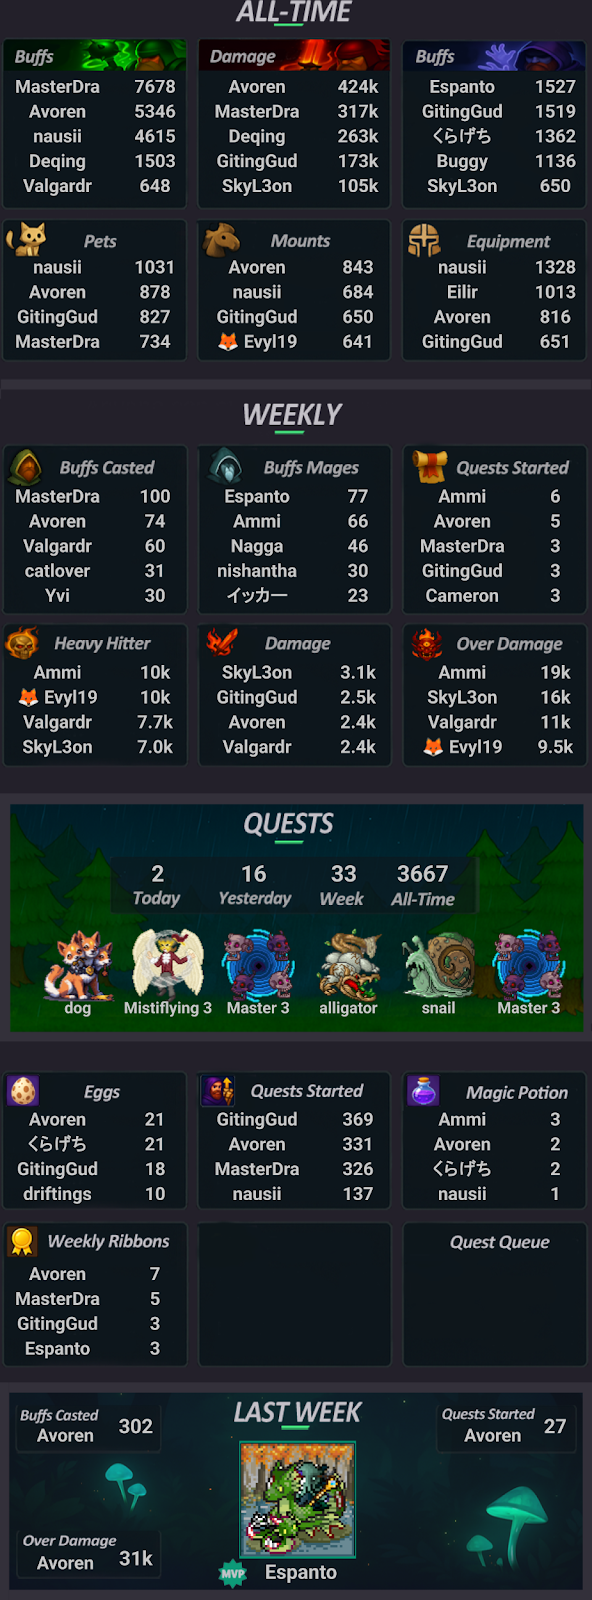 ALL-TIME
Buffs
MasterDra 7678
Avoren 5346
nausii 4615
Deqing 1503
Valgardr 648
Damage
Avoren 424k
MasterDra 317k
Deqing 263k
GitingGud 173k
SkyL3on 105k
Buffs
Espanto 1527
GitingGud 1519
くらげち 1362
Buggy 1136
SkyL3on 650
Pets
nausii 1031
Avoren 878
GitingGud 827
MasterDra 734
Mounts
Avoren 843
nausii 684
GitingGud 650
🦊 Evyl19 641
Equipment
nausii 1328
Eilir 1013
Avoren 816
GitingGud 651
WEEKLY
Buffs Casted
MasterDra 100
Avoren 74
Valgardr 60
catlover 31
Yvi 30
Buffs Mages
Espanto 77
Ammi 66
Nagga 46
nishantha 30
イッカー 23
Quests Started
Ammi 6
Avoren 5
MasterDra 3
GitingGud 3
Cameron 3
Heavy Hitter
Ammi 10k
🦊 Evyl19 10k
Valgardr 7.7k
SkyL3on 7.0k
Damage
SkyL3on 3.1k
GitingGud 2.5k
Avoren 2.4k
Valgardr 2.4k
Over Damage
Ammi 19k
SkyL3on 16k
Valgardr 11k
🦊 Evyl19 9.5k
QUESTS
2 16 33 3667
Today Yesterday Week All-Time
dog Mistiflying 3 Master 3 alligator snail Master 3
Eggs
Avoren 21
くらげち 21
GitingGud 18
driftings 10
Quests Started
GitingGud 369
Avoren 331
MasterDra 326
nausii 137
Magic Potion
Ammi 3
Avoren 2
くらげち 2
nausii 1
Weekly Ribbons
Avoren 7
MasterDra 5
GitingGud 3
Espanto 3
Quest Queue
LAST WEEK
Buffs Casted
Avoren 302
Quests Started
Avoren 27
Over Damage
Avoren 31k
MVP Espanto